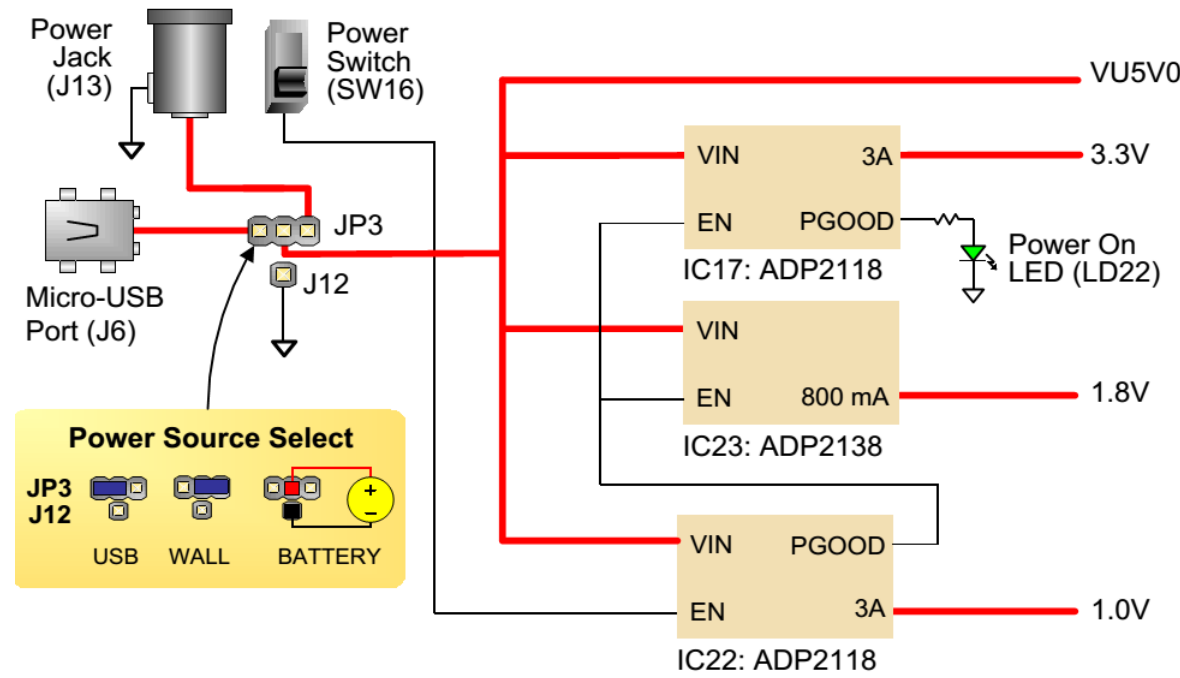 Power
Jack
(J13)
Power
Switch
(SW16)
VU5V0
VIN
3A
3.3V
EN
PGOOD
IC17: ADP2118
Power On
LED (LD22)
JP3
J12
Micro-USB
Port (J6)
VIN
EN
800 mA
1.8V
IC23: ADP2138
Power Source Select
JP3
J12
+
−
USB
WALL
BATTERY
VIN
PGOOD
EN
3A
1.0V
IC22: ADP2118